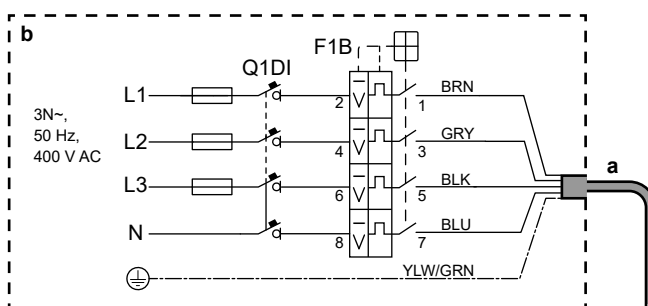 b
F1B
Q1DI
L1
2
1
BRN
3N~,
50 Hz,
400 V AC
L2
4
3
GRY
L3
6
5
BLK
a
N
8
7
BLU
YLW/GRN